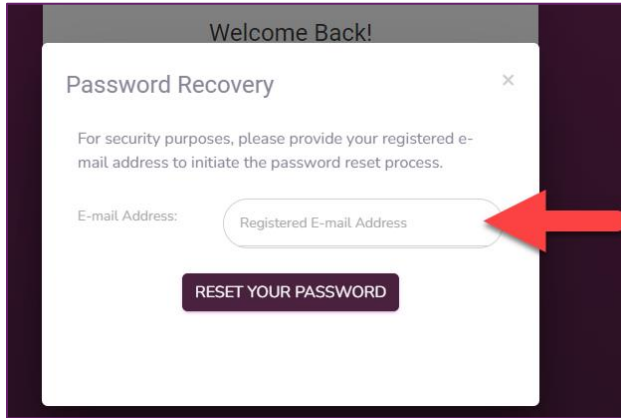 Welcome Back!
Password Recovery ×
For security purposes, please provide your registered e-
mail address to initiate the password reset process.
E-mail Address: Registered E-mail Address
RESET YOUR PASSWORD